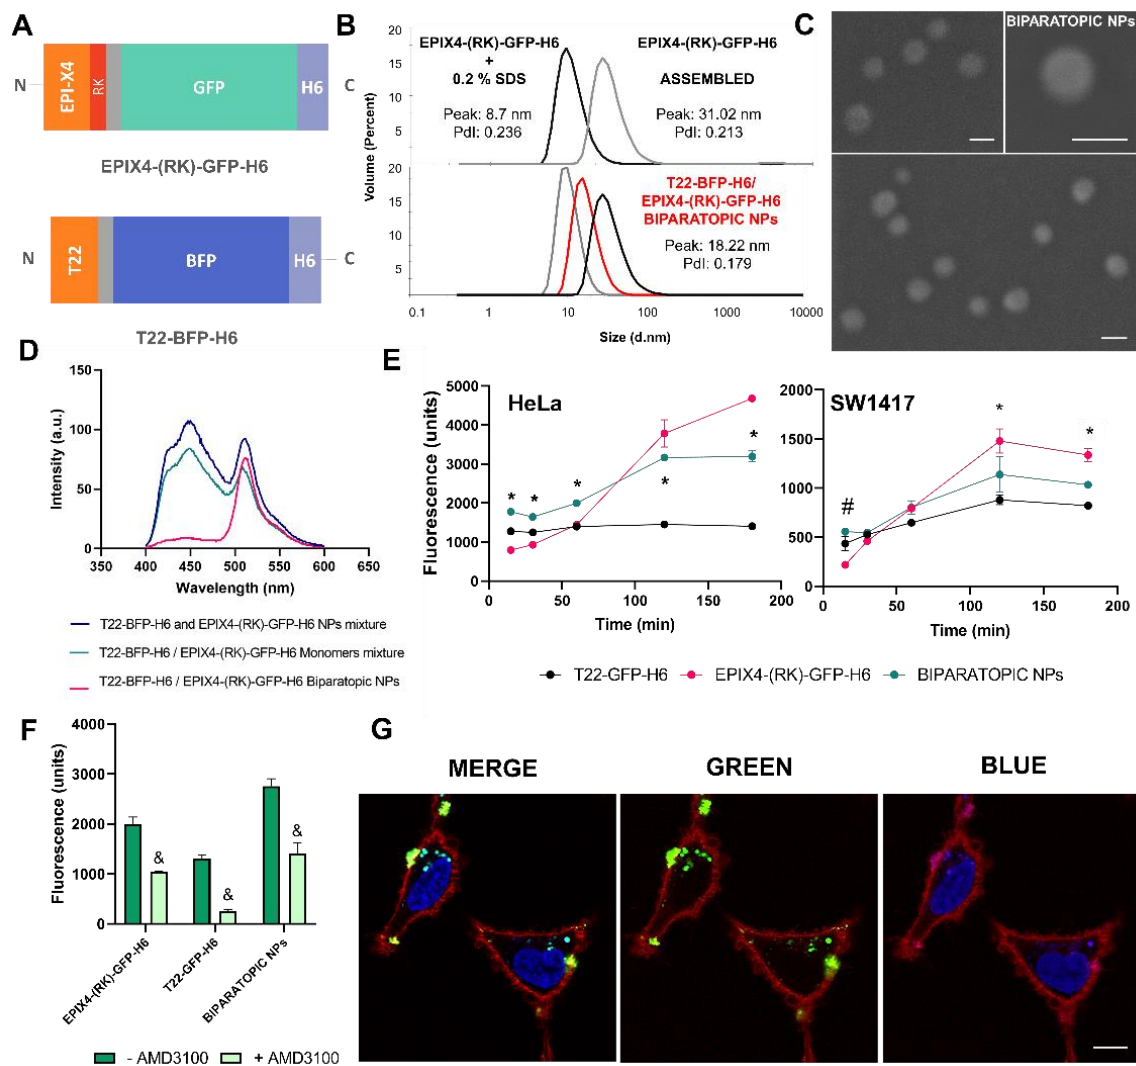 A
N
EPI-X4
RK
GFP
H6
C
EPIX4-(RK)-GFP-H6
N
T22
BFP
H6
C
T22-BFP-H6
B
Volume (Percent)
20
15
10
5
EPIX4-(RK)-GFP-H6
+
0.2 % SDS
Peak: 8.7 nm
PdI: 0.236
EPIX4-(RK)-GFP-H6
ASSEMBLED
Peak: 31.02 nm
PdI: 0.213
20
15
10
5
T22-BFP-H6/
EPIX4-(RK)-GFP-H6
BIPARATOPIC NPs
Peak: 18.22 nm
PdI: 0.179
0.1 1 10 100 1000 10000
Size (d.nm)
C
BIPARATOPIC NPs
D
Intensity (a.u.)
150
100
50
0
350 400 450 500 550 600 650
Wavelength (nm)
T22-BFP-H6 and EPIX4-(RK)-GFP-H6 NPs mixture
T22-BFP-H6 / EPIX4-(RK)-GFP-H6 Monomers mixture
T22-BFP-H6 / EPIX4-(RK)-GFP-H6 Biparatopic NPs
E
Fluorescence (units)
5000
4000
3000
2000
1000
0
HeLa
* * * * *
0 50 100 150 200
Time (min)
2000
1500
1000
500
0
SW1417
# * *
0 50 100 150 200
Time (min)
T22-GFP-H6 EPIX4-(RK)-GFP-H6 BIPARATOPIC NPs
F
Fluorescence (units)
4000
3000
2000
1000
0
& & &
EPIX4-(RK)-GFP-H6
T22-GFP-H6
BIPARATOPIC NPs
- AMD3100 + AMD3100
G
MERGE GREEN BLUE